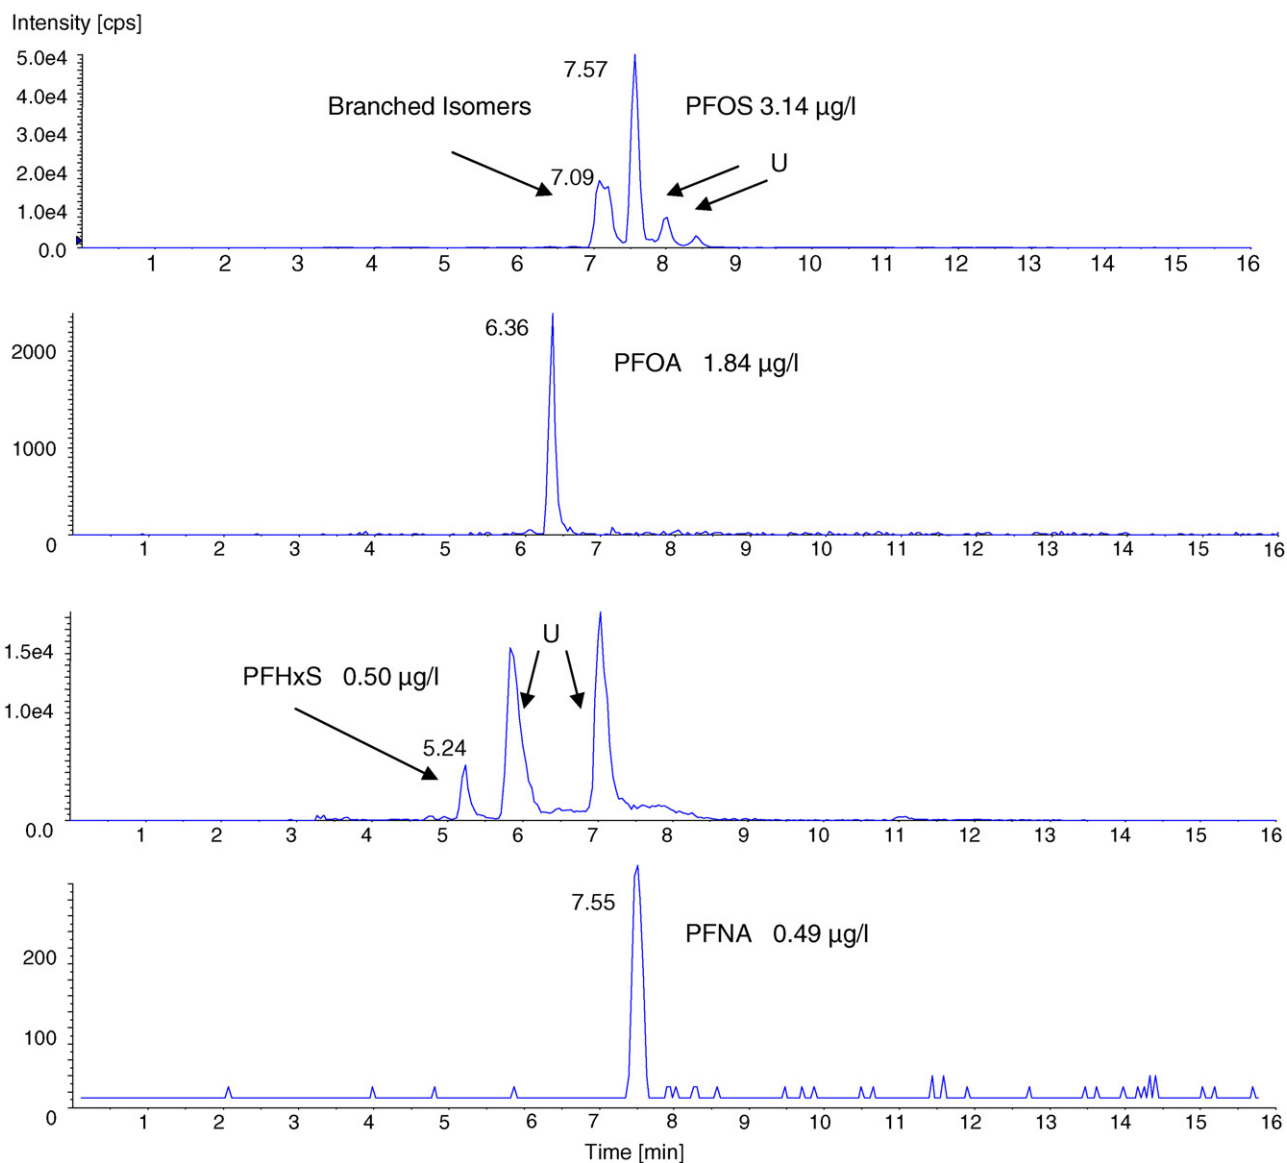 Intensity [cps]
5.0e4
7.57
4.0e4
Branched Isomers
PFOS 3.14 µg/l
3.0e4
U
2.0e4
7.09
1.0e4
0.0
1 2 3 4 5 6 7 8 9 10 11 12 13 14 15 16
6.36
2000
PFOA 1.84 µg/l
1000
0
1 2 3 4 5 6 7 8 9 10 11 12 13 14 15 16
U
1.5e4
PFHxS 0.50 µg/l
1.0e4
5.24
0.0
1 2 3 4 5 6 7 8 9 10 11 12 13 14 15 16
7.55
PFNA 0.49 µg/l
200
100
0
1 2 3 4 5 6 7 8 9 10 11 12 13 14 15 16
Time [min]